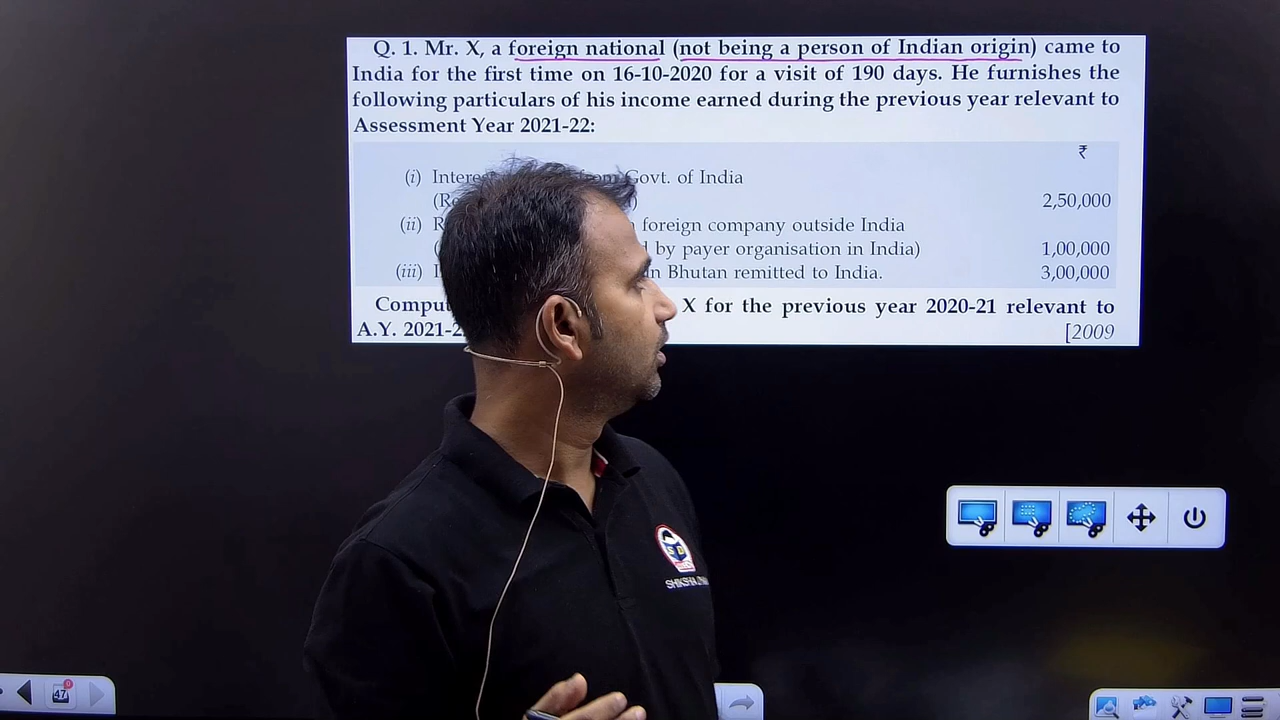 Q. 1. Mr. X, a foreign national (not being a person of Indian origin) came to
India for the first time on 16-10-2020 for a visit of 190 days. He furnishes the
following particulars of his income earned during the previous year relevant to
Assessment Year 2021-22:
₹
(i) from Govt. of India
2,50,000
(ii) foreign company outside India
by payer organisation in India) 1,00,000
(iii) Bhutan remitted to India. 3,00,000
X for the previous year 2020-21 relevant to
A.Y. [2009
47
SHIKSHA